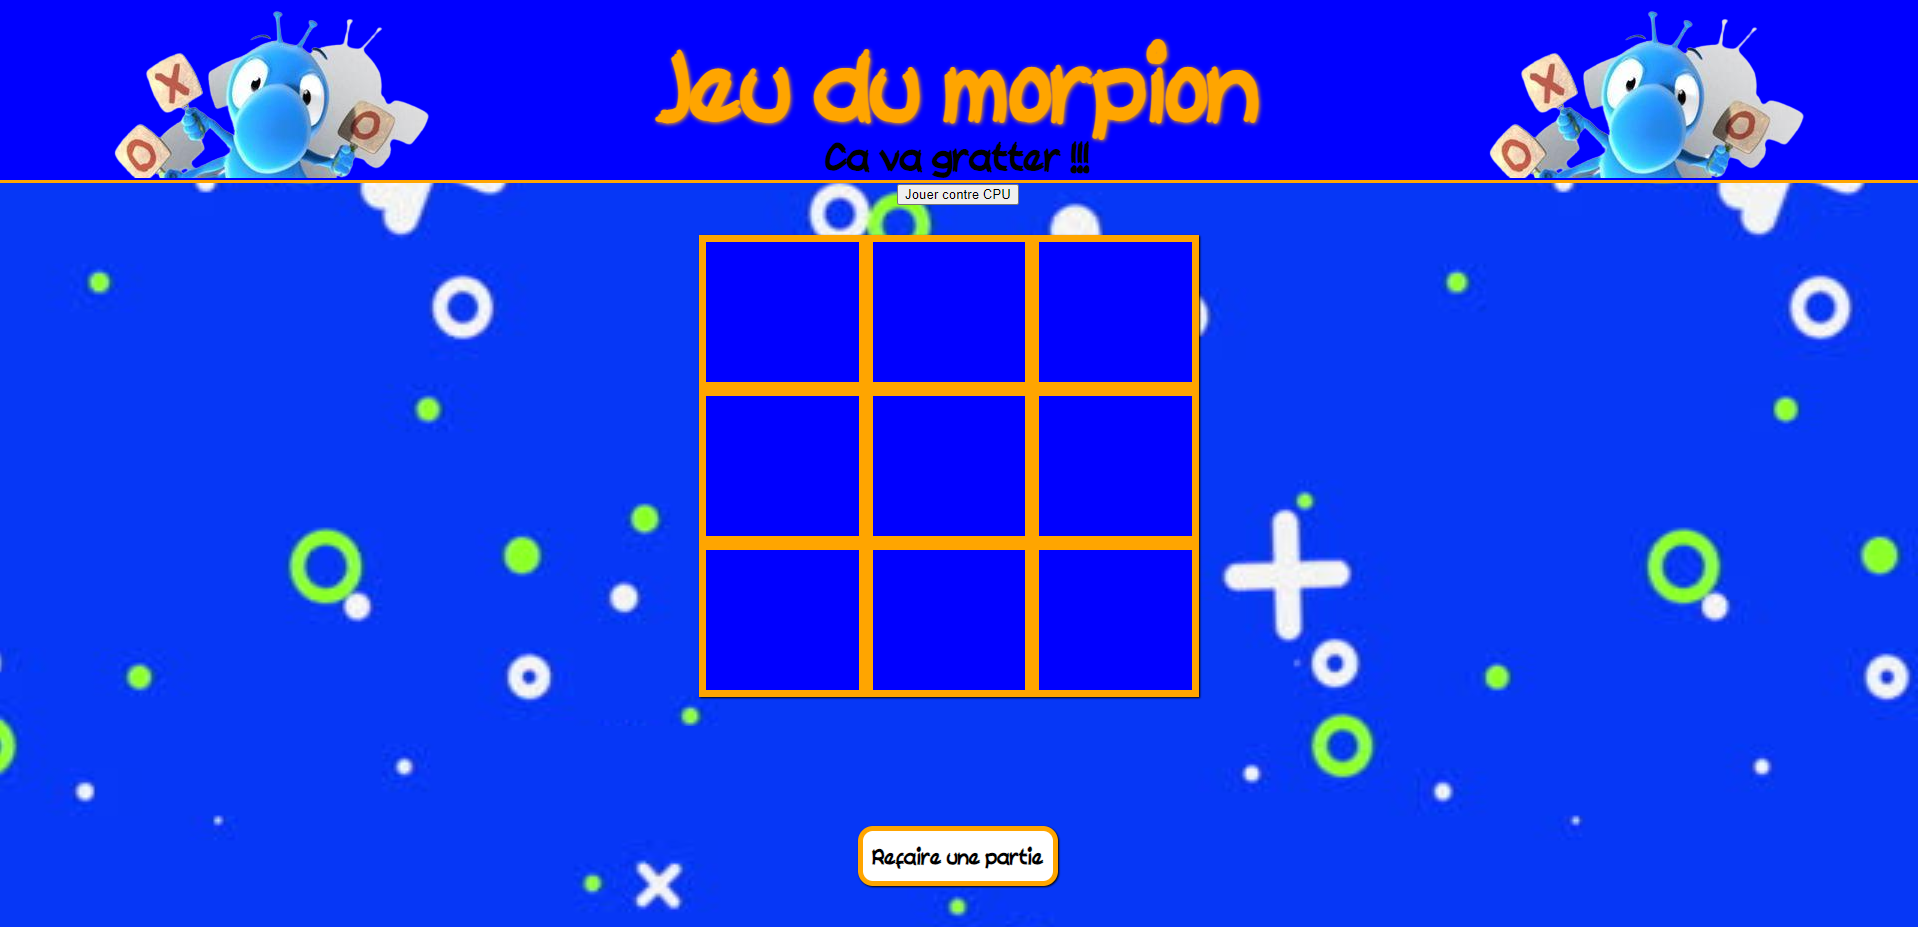 Jeu du morpion
Ca va gratter !!!
X
O
O
X
O
O
Jouer contre CPU
Refaire une partie